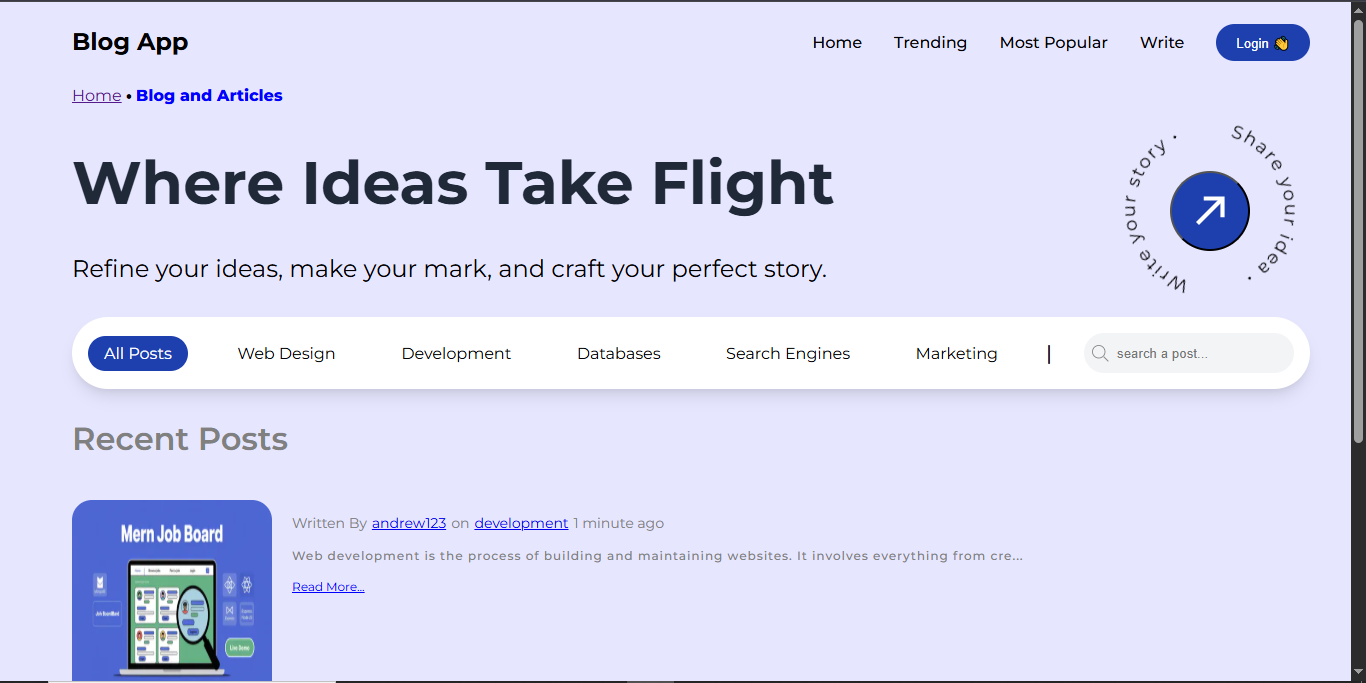 Blog App
Home Trending Most Popular Write Login 👏
Home • Blog and Articles
Where Ideas Take Flight
Refine your ideas, make your mark, and craft your perfect story.
Write your story •
Share your idea •
All Posts Web Design Development Databases Search Engines Marketing | search a post...
Recent Posts
Mern Job Board
Written By andrew123 on development 1 minute ago
Web development is the process of building and maintaining websites. It involves everything from cre...
Read More...
Live Demo